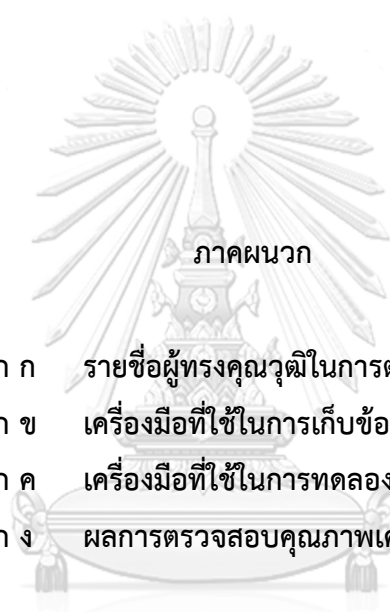 ภาคผนวก
ก รายชื่อผู้ทรงคุณวุฒิในการ
ข เครื่องมือที่ใช้ในการเก็บข้อ
ค เครื่องมือที่ใช้ในการทดลอง
ง ผลการตรวจสอบคุณภาพ